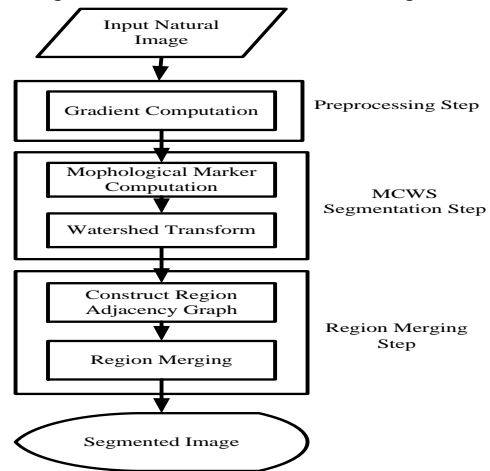 Input Natural
Image
Gradient Computation
Preprocessing Step
Mophological Marker
Computation
MCWS
Segmentation Step
Watershed Transform
Construct Region
Adjacency Graph
Region Merging
Step
Region Merging
Segmented Image